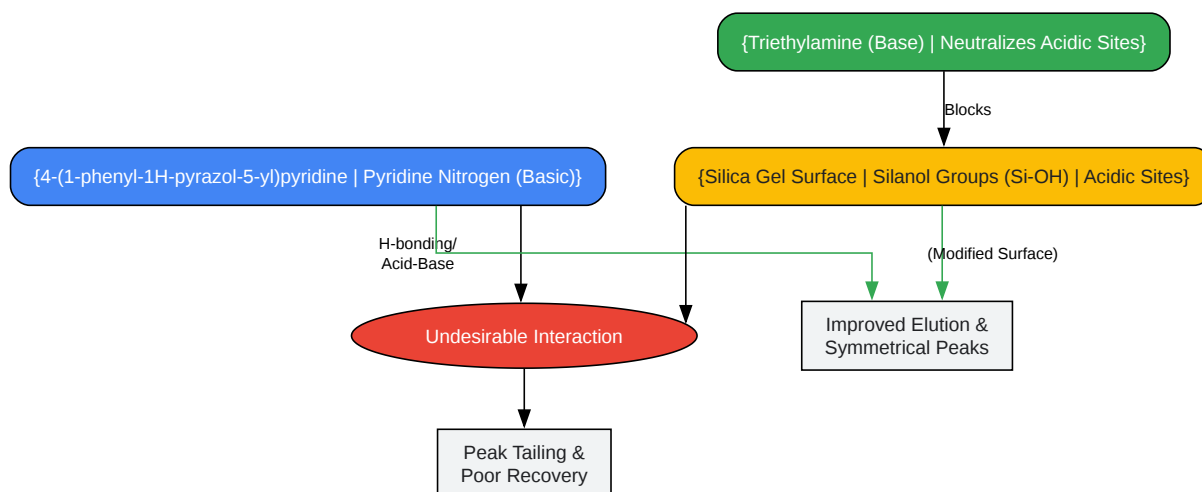 {Triethylamine (Base) | Neutralizes Acidic Sites}
Blocks
{4-(1-phenyl-1H-pyrazol-5-yl)pyridine | Pyridine Nitrogen (Basic)}
{Silica Gel Surface | Silanol Groups (Si-OH) | Acidic Sites}
H-bonding/
Acid-Base
(Modified Surface)
Undesirable Interaction
Improved Elution &
Symmetrical Peaks
Peak Tailing &
Poor Recovery